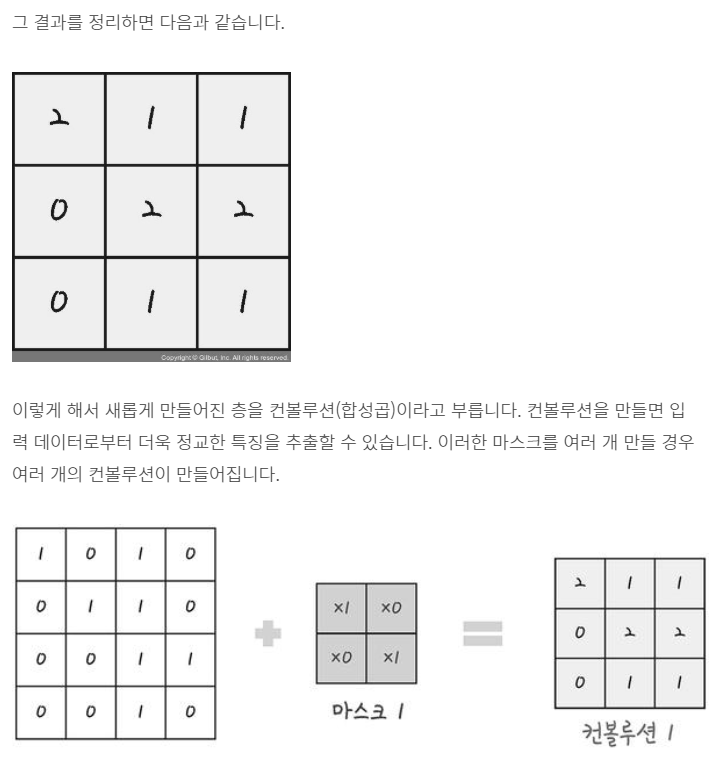 그 결과를 정리하면 다음과 같습니다.
2 1 1
0 2 2
0 1 1
Copyright © Gilbut, Inc. All rights reserved.
이렇게 해서 새롭게 만들어진 층을 컨볼루션(합성곱)이라고 부릅니다. 컨볼루션을 만들면 입
력 데이터로부터 더욱 정교한 특징을 추출할 수 있습니다. 이러한 마스크를 여러 개 만들 경우
여러 개의 컨볼루션이 만들어집니다.
1 0 1 0
0 1 1 0
0 0 1 1
0 0 1 0
+
×1 ×0
×0 ×1
마스크 1
=
2 1 1
0 2 2
0 1 1
컨볼루션 1